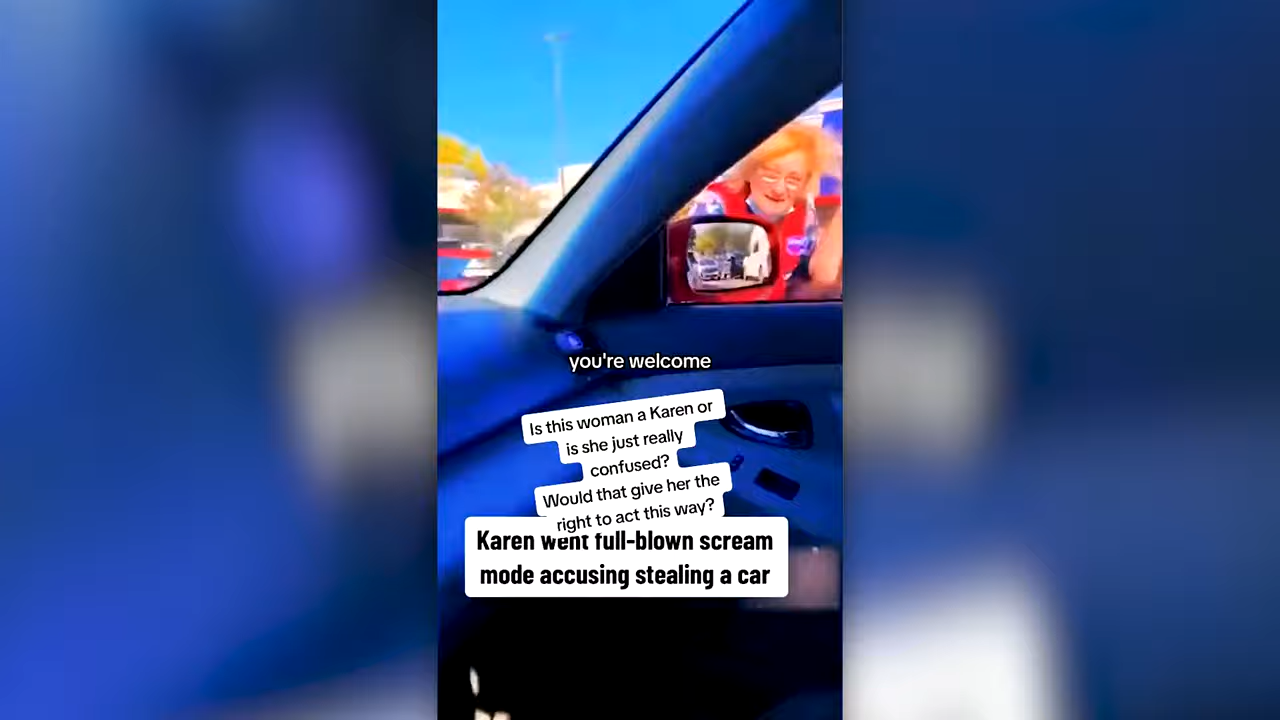 you're welcome
Is this woman a Karen or
is she just really
confused?
Would that give her the
right to act this way?
Karen went full-blown scream
mode accusing stealing a car